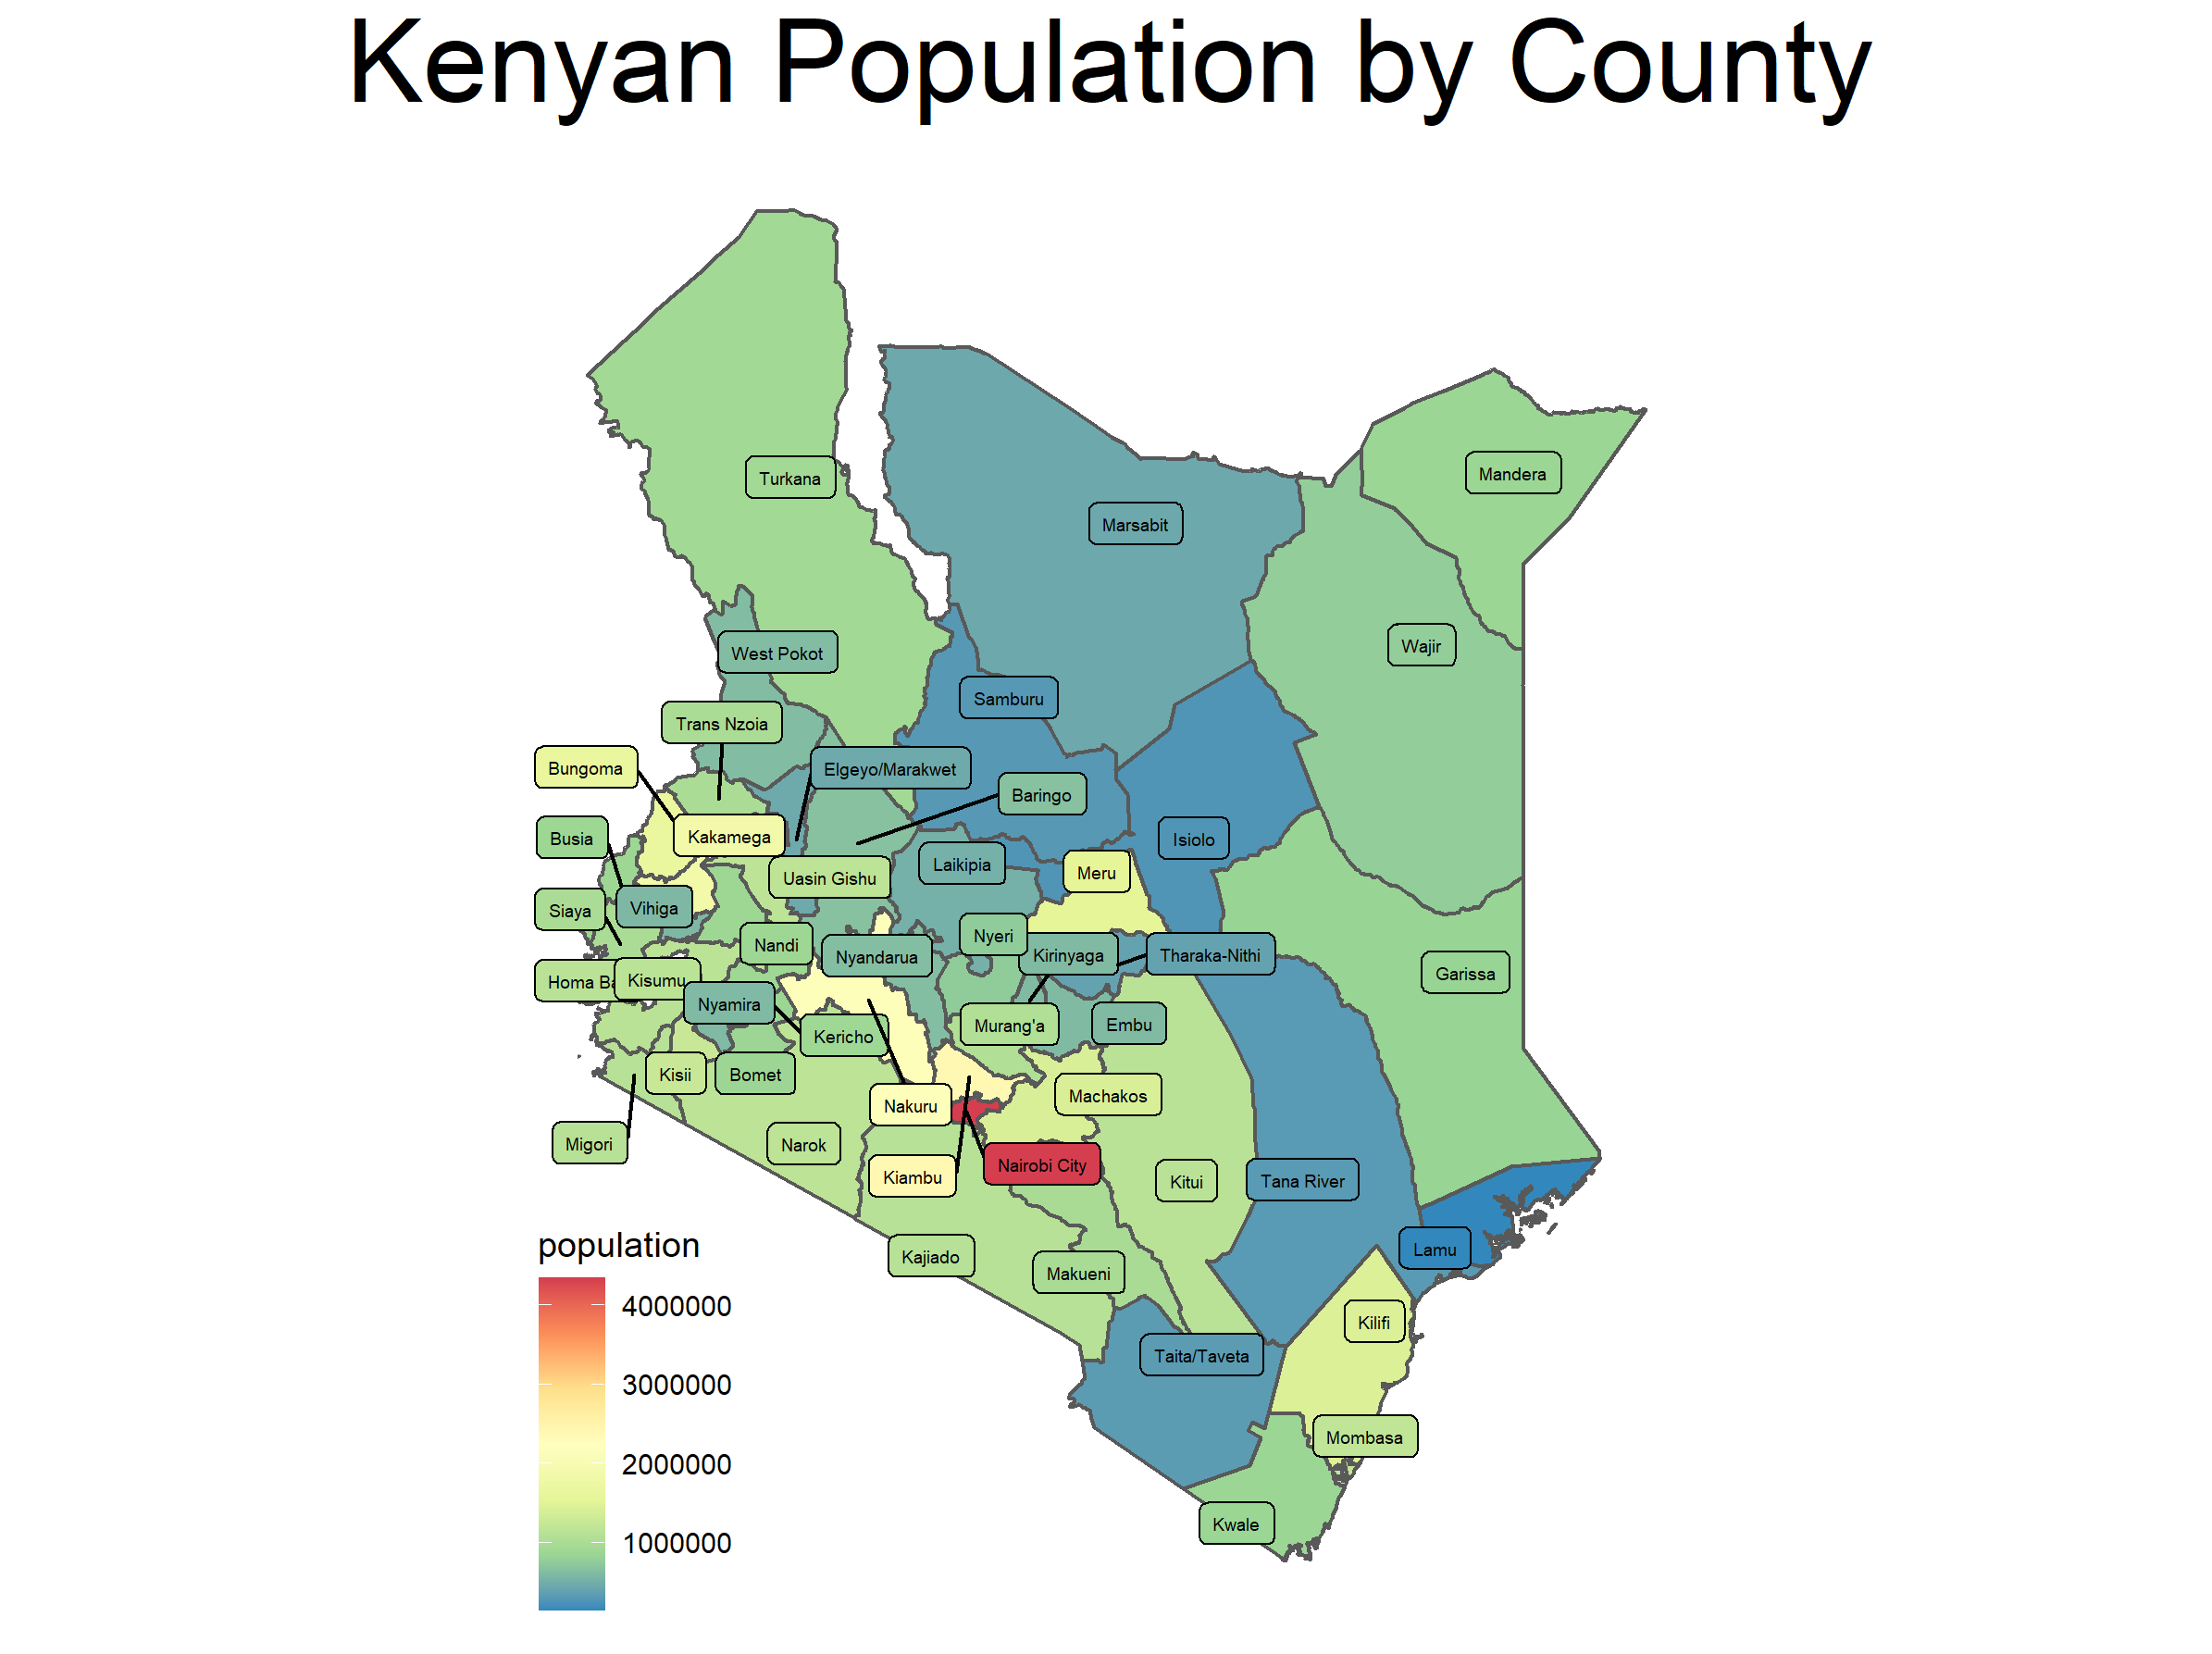 Kenyan Population by County
Turkana
Mandera
Marsabit
Wajir
West Pokot
Samburu
Trans Nzoia
Bungoma
Elgeyo/Marakwet
Baringo
Busia
Kakamega
Isiolo
Laikipia
Meru
Uasin Gishu
Siaya
Vihiga
Nandi
Nyeri
Nyandarua
Kirinyaga
Tharaka-Nithi
Garissa
Homa Ba
Kisumu
Nyamira
Kericho
Murang'a
Embu
Kisii
Bomet
Machakos
Nakuru
Migori
Narok
Nairobi City
Kiambu
Kitui
Tana River
Kajiado
Makueni
Lamu
Kilifi
Taita/Taveta
Mombasa
Kwale
population
4000000
3000000
2000000
1000000